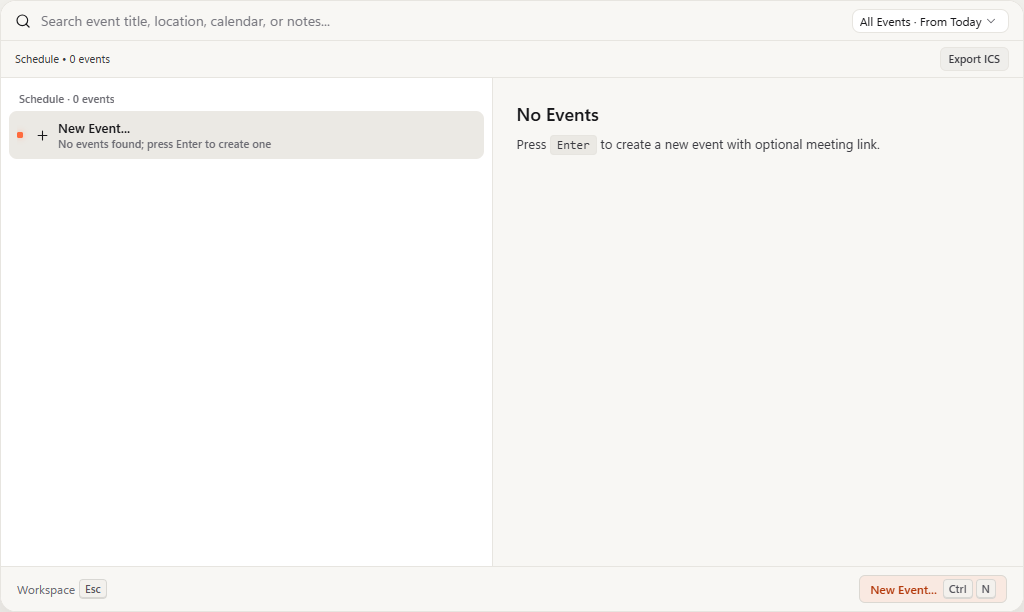 Search event title, location, calendar, or notes...
All Events · From Today
Schedule • 0 events
Export ICS
Schedule · 0 events
New Event...
No events found; press Enter to create one
No Events
Press Enter to create a new event with optional meeting link.
Workspace Esc
New Event... Ctrl N